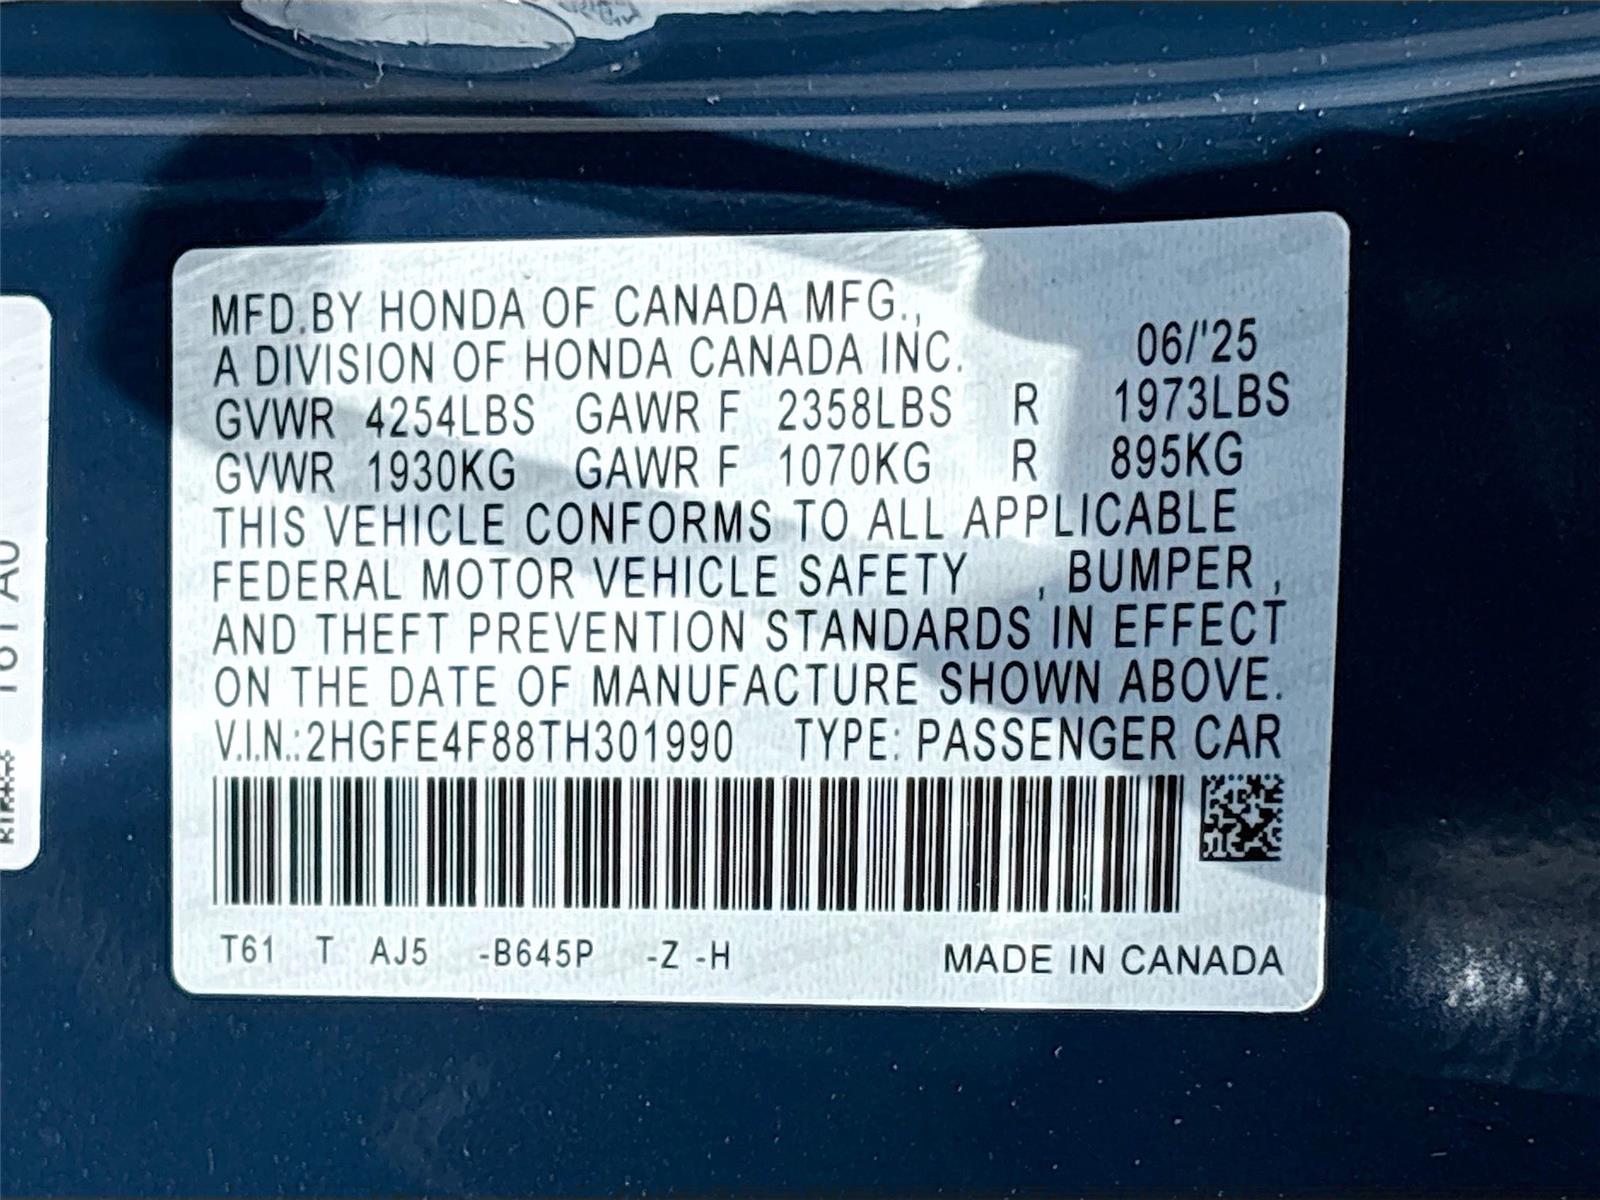 MFD.BY HONDA OF CANADA MFG.,
A DIVISION OF HONDA CANADA INC. 06/'25
GVWR 4254LBS GAWR F 2358LBS R 1973LBS
GVWR 1930KG GAWR F 1070KG R 895KG
THIS VEHICLE CONFORMS TO ALL APPLICABLE
FEDERAL MOTOR VEHICLE SAFETY , BUMPER ,
AND THEFT PREVENTION STANDARDS IN EFFECT
ON THE DATE OF MANUFACTURE SHOWN ABOVE.
V.I.N.:2HGFE4F88TH301990 TYPE: PASSENGER CAR
T61 T AJ5 -B645P -Z -H MADE IN CANADA